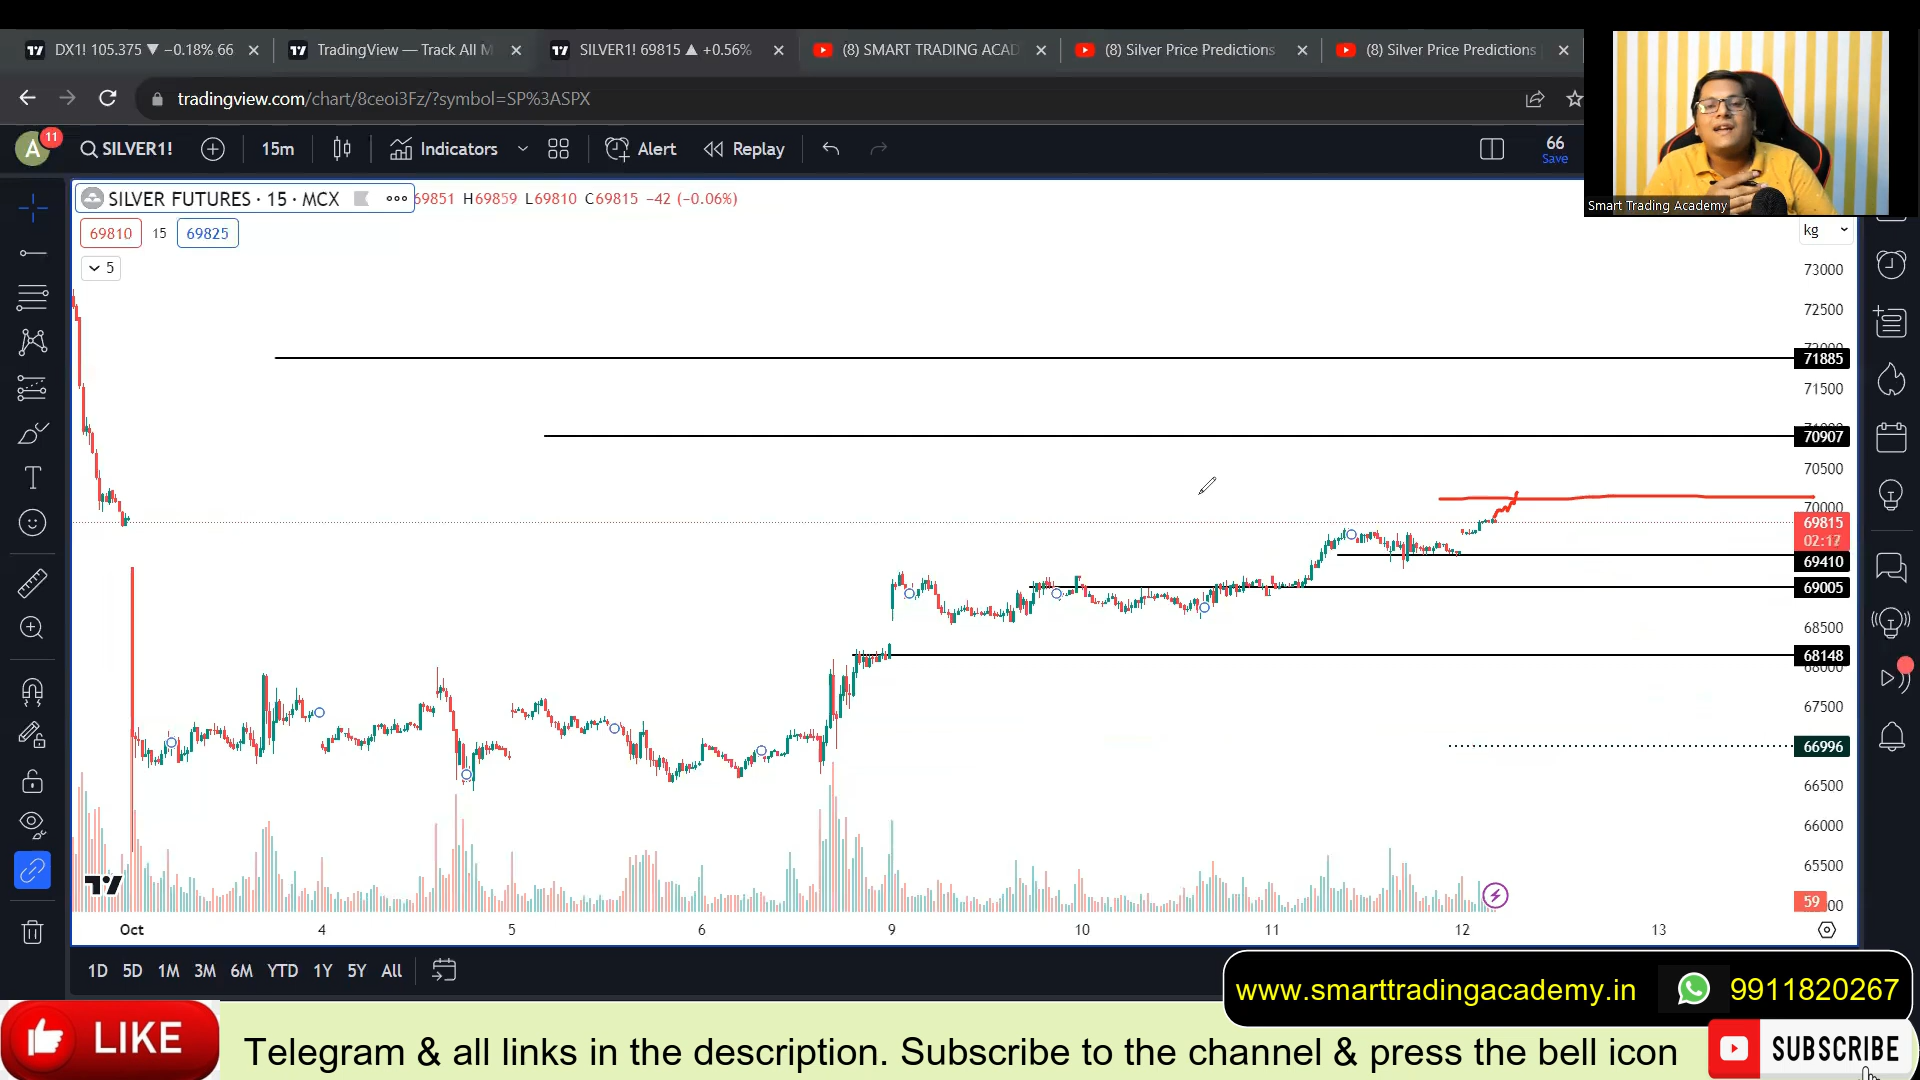 DX1! 105.375 ▼ −0.18% 66
TradingView — Track All M
SILVER1! 69815 ▲ +0.56%
(8) SMART TRADING ACAD
(8) Silver Price Predictions
(8) Silver Price Predictions
tradingview.com/chart/8ceoi3Fz/?symbol=SP%3ASPX
A
11
SILVER1!
15m
Indicators
Alert
Replay
66
Save
Smart Trading Academy
SILVER FUTURES · 15 · MCX
69851 H69859 L69810 C69815 −42 (−0.06%)
69810
15
69825
5
kg
73000
72500
71885
71500
70907
70500
70000
69815
02:17
69410
69005
68500
68148
68000
67500
66996
66500
66000
65500
59
Oct
4
5
6
9
10
11
12
13
1D 5D 1M 3M 6M YTD 1Y 5Y All
www.smarttradingacademy.in
9911820267
LIKE
Telegram & all links in the description. Subscribe to the channel & press the bell icon
SUBSCRIBE